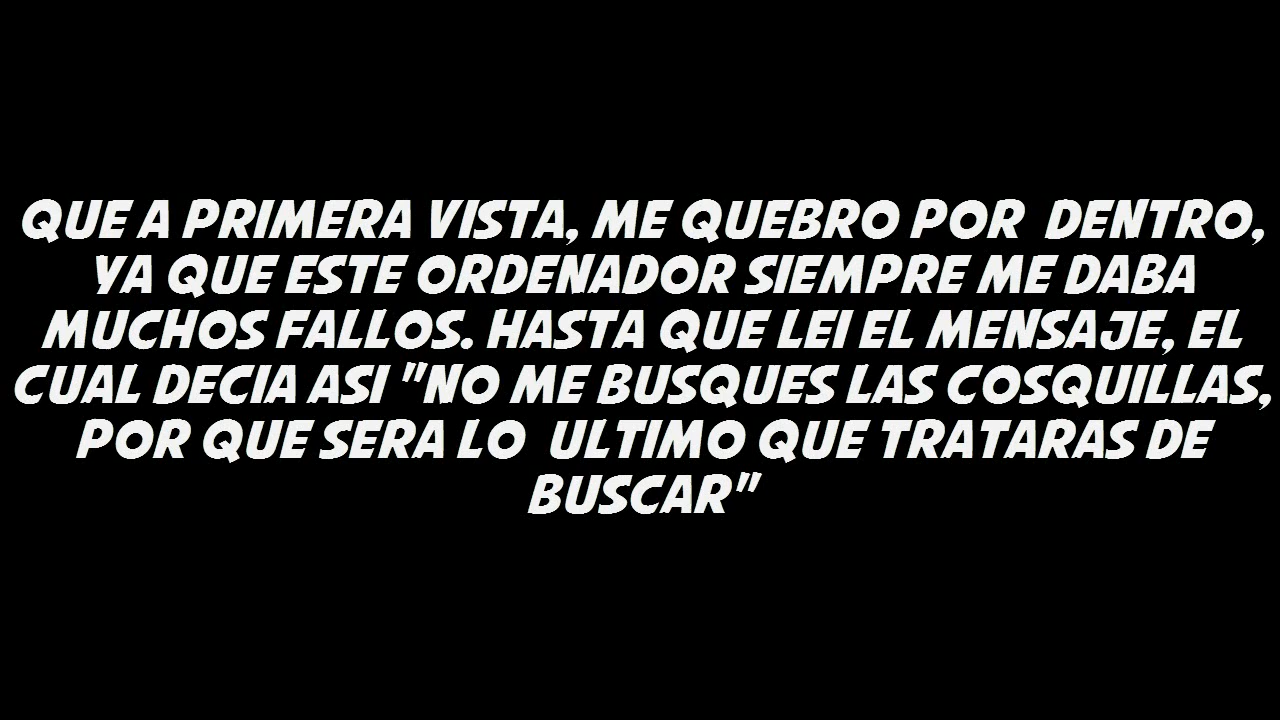 QUE A PRIMERA VISTA, ME QUEBRO POR DENTRO,
YA QUE ESTE ORDENADOR SIEMPRE ME DABA
MUCHOS FALLOS. HASTA QUE LEI EL MENSAJE, EL
CUAL DECIA ASI "NO ME BUSQUES LAS COSQUILLAS,
POR QUE SERA LO ULTIMO QUE TRATARAS DE
BUSCAR"